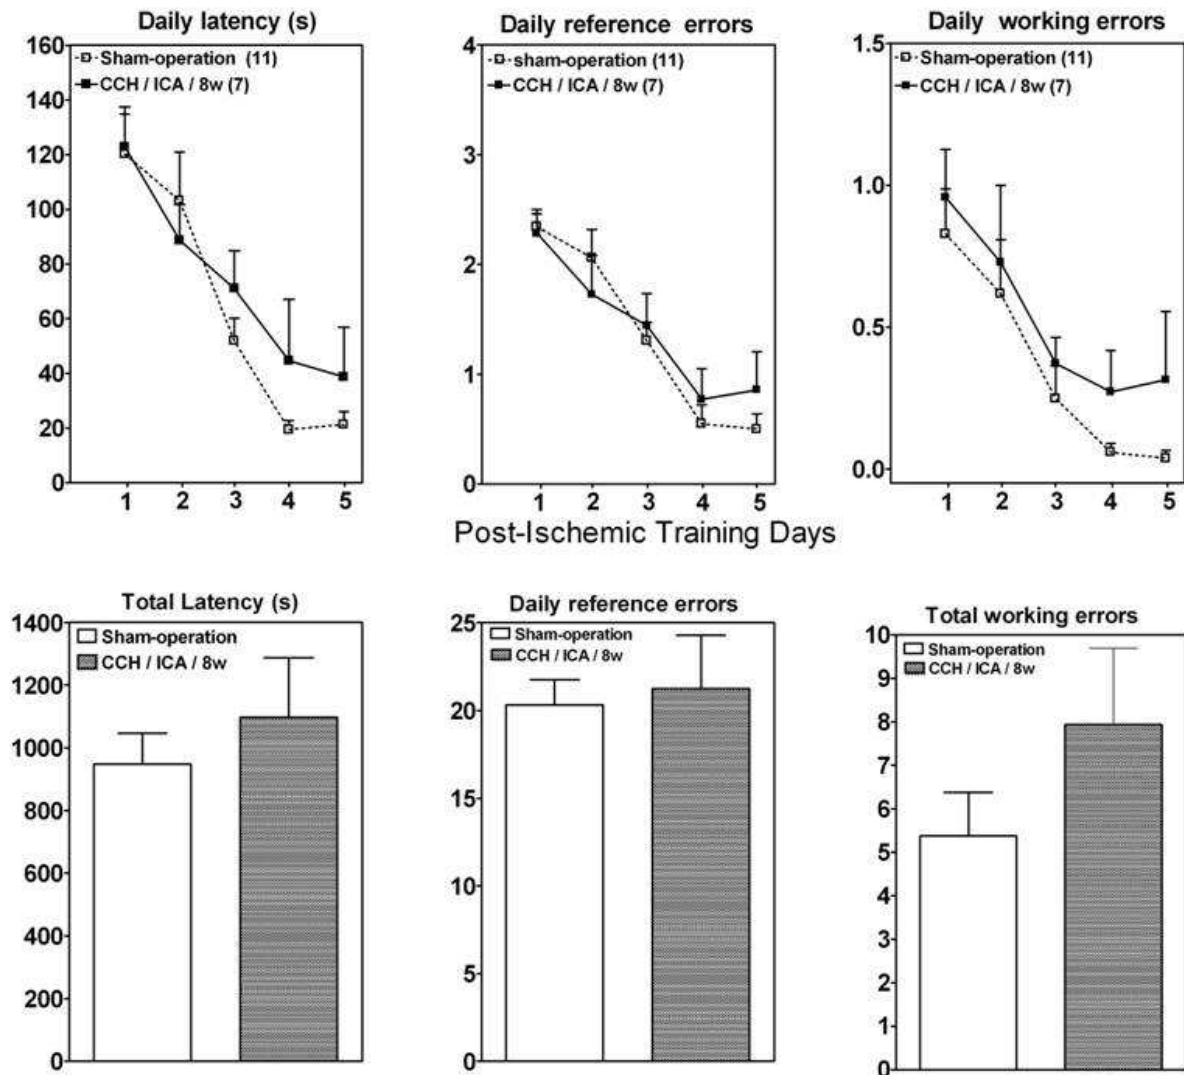 Daily latency (s)
160
140
120
100
80
60
40
20
0
Sham-operation (11)
CCH / ICA / 8w (7)
1 2 3 4 5
Daily reference errors
4
3
2
1
0
sham-operation (11)
CCH / ICA / 8w (7)
1 2 3 4 5
Daily working errors
1.5
1.0
0.5
0.0
Sham-operation (11)
CCH / ICA / 8w (7)
1 2 3 4 5
Post-Ischemic Training Days
Total Latency (s)
1400
1200
1000
800
600
400
200
0
Sham-operation
CCH / ICA / 8w
Daily reference errors
25
20
15
10
5
0
Sham-operation
CCH / ICA / 8w
Total working errors
10
9
8
7
6
5
4
3
2
1
0
Sham-operation
CCH / ICA / 8w